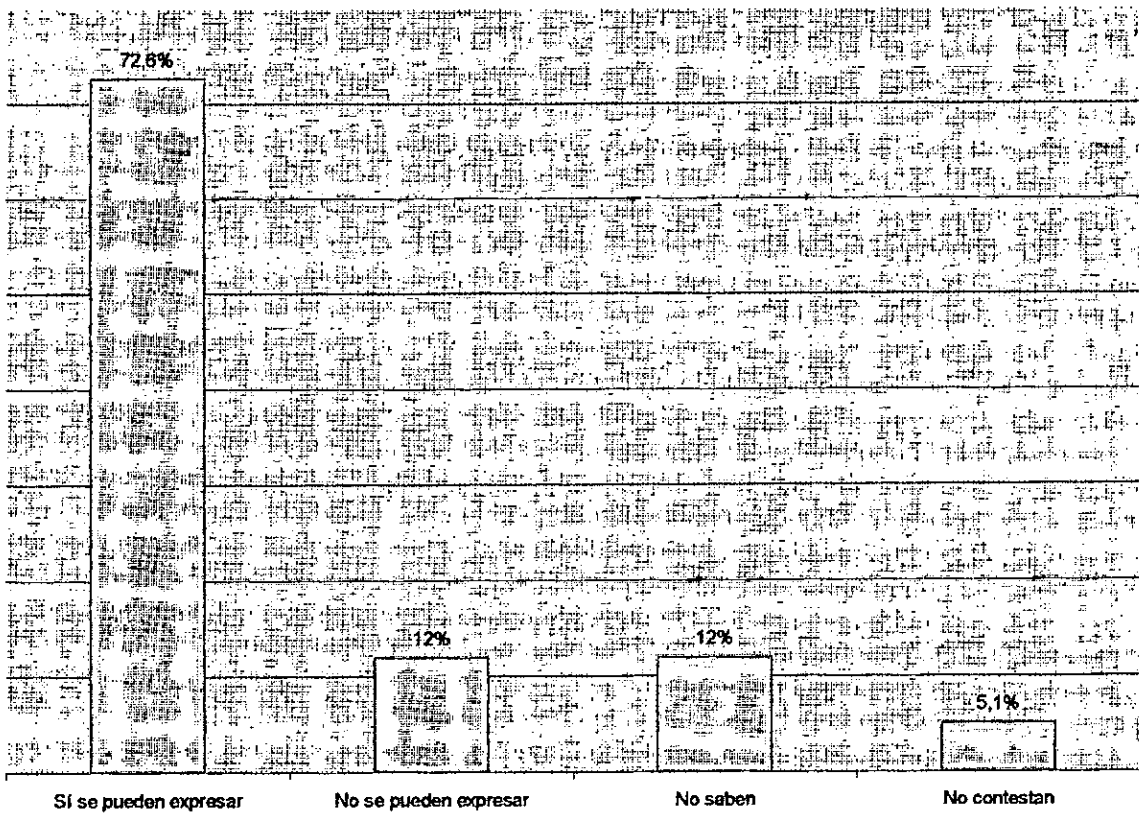 72,6%
12%
12%
5,1%
Sí se pueden expresar
No se pueden expresar
No saben
No contestan